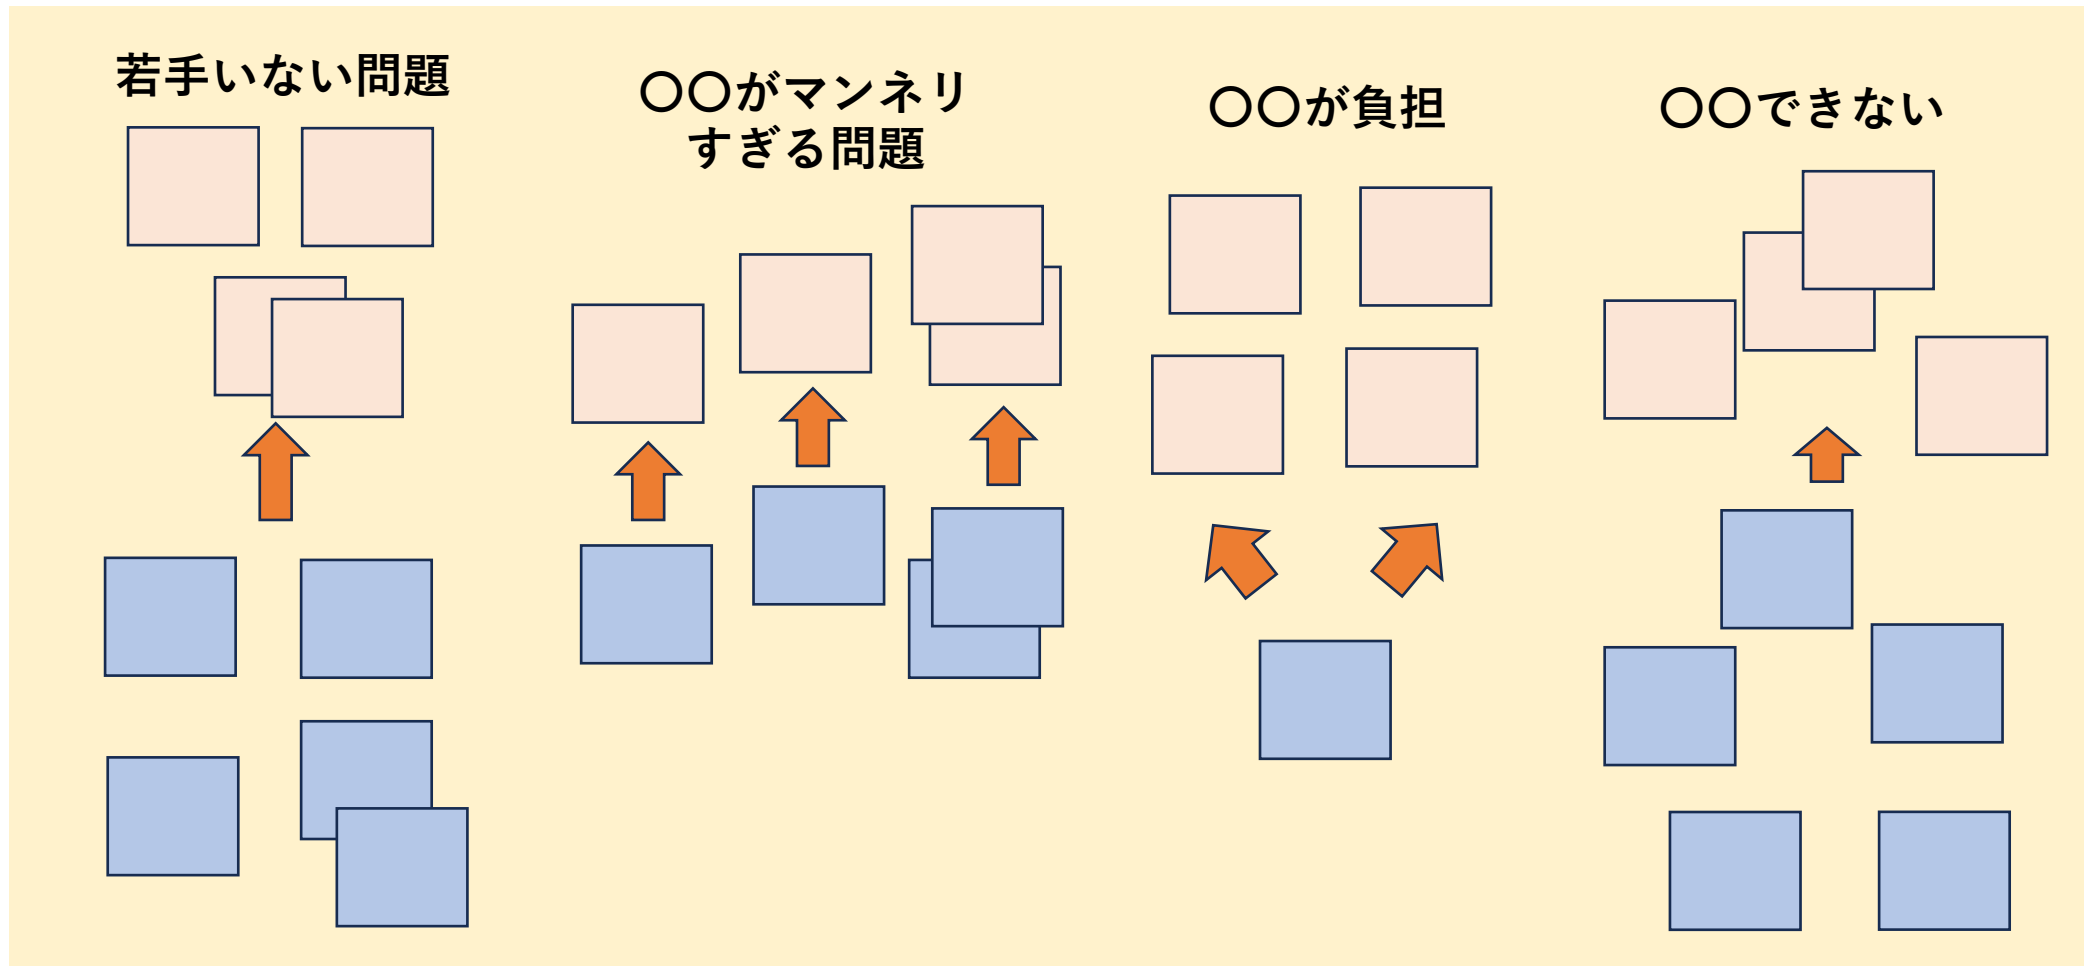 若手いない問題
〇〇がマンネリ
すぎる問題
〇〇が負担
〇〇できない